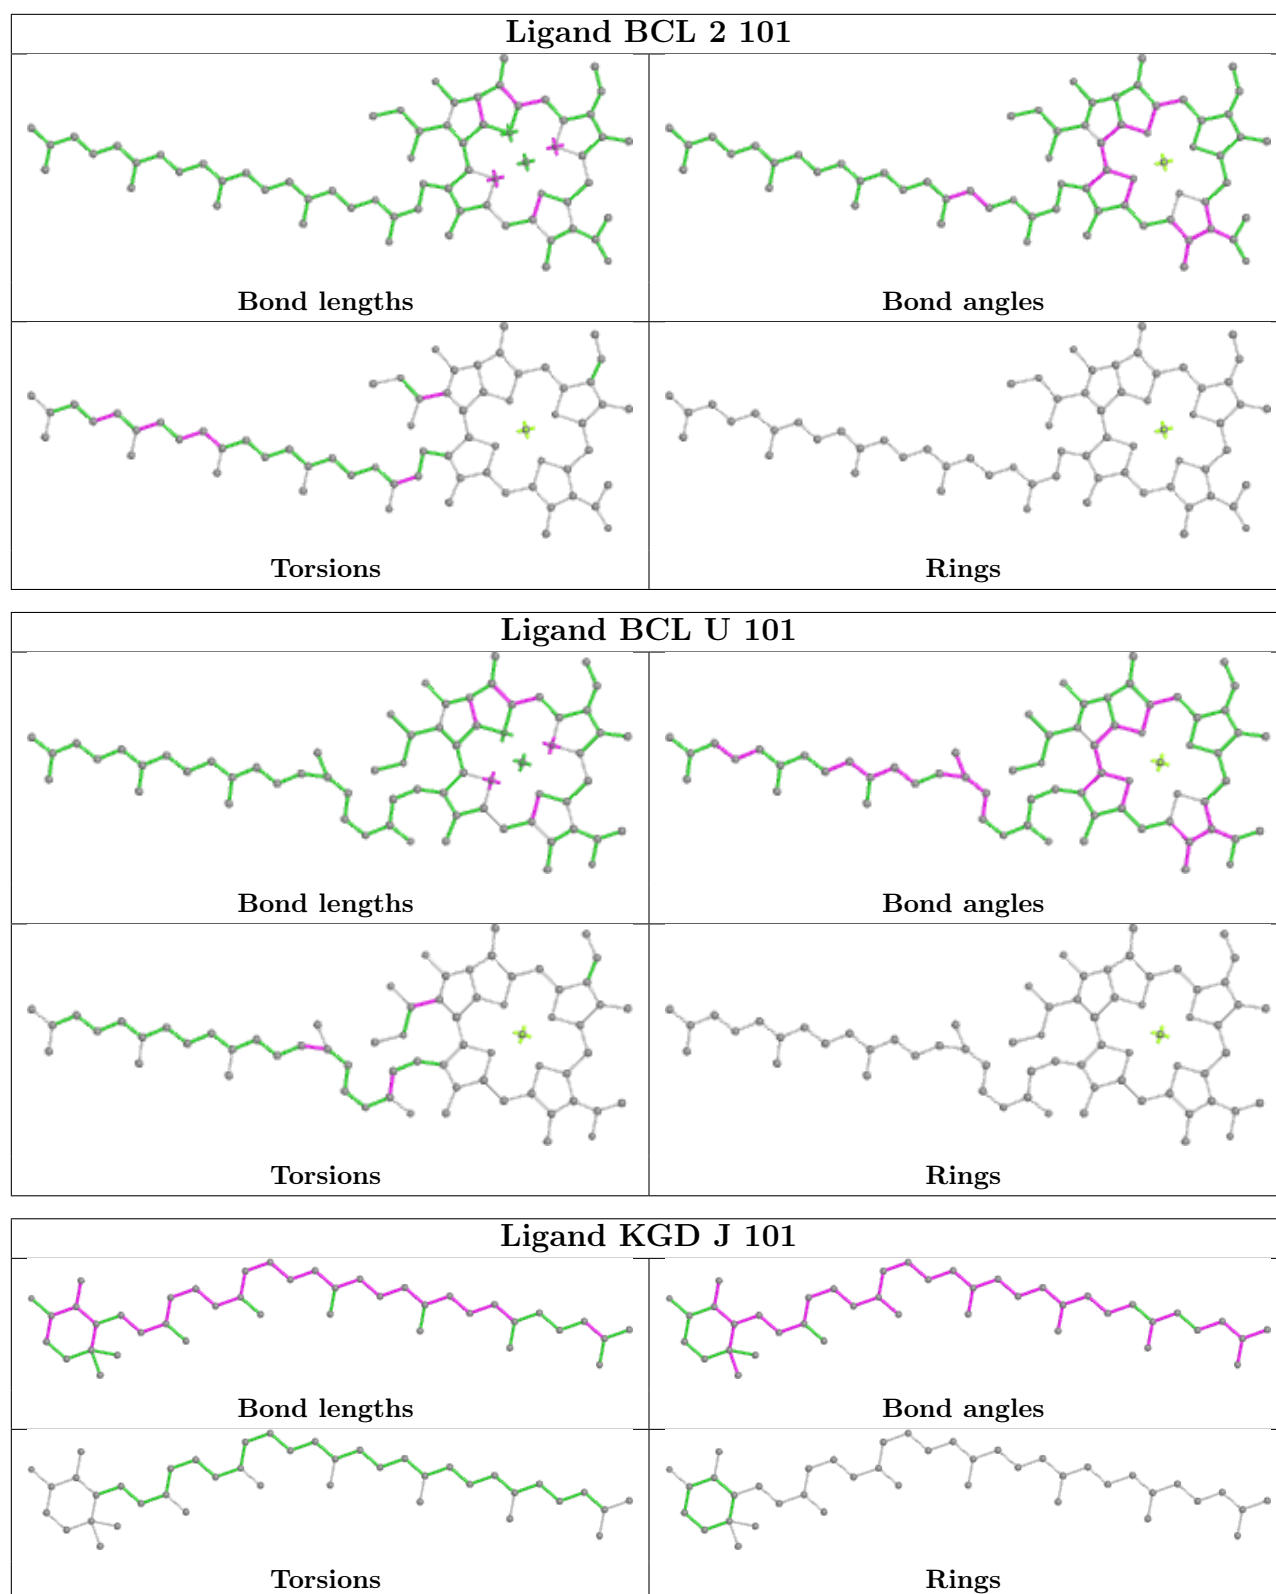 Ligand BCL 2 101
Bond lengths
Bond angles
Torsions
Rings
Ligand BCL U 101
Bond lengths
Bond angles
Torsions
Rings
Ligand KGD J 101
Bond lengths
Bond angles
Torsions
Rings